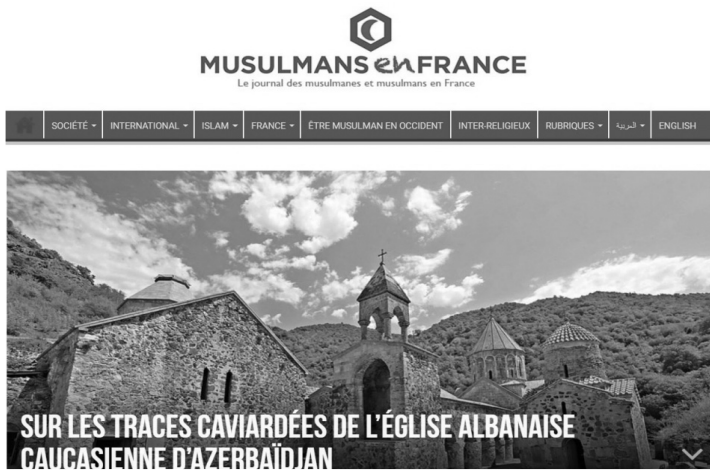 MUSULMANS en FRANCE
Le journal des musulmanes et musulmans en France
SOCIÉTÉ INTERNATIONAL ISLAM FRANCE ÊTRE MUSULMAN EN OCCIDENT INTER-RELIGIEUX RUBRIQUES العربية ENGLISH
SUR LES TRACES CAVIARDÉES DE L'ÉGLISE ALBANAISE
CAUCASIENNE D'AZERBAÏDJAN